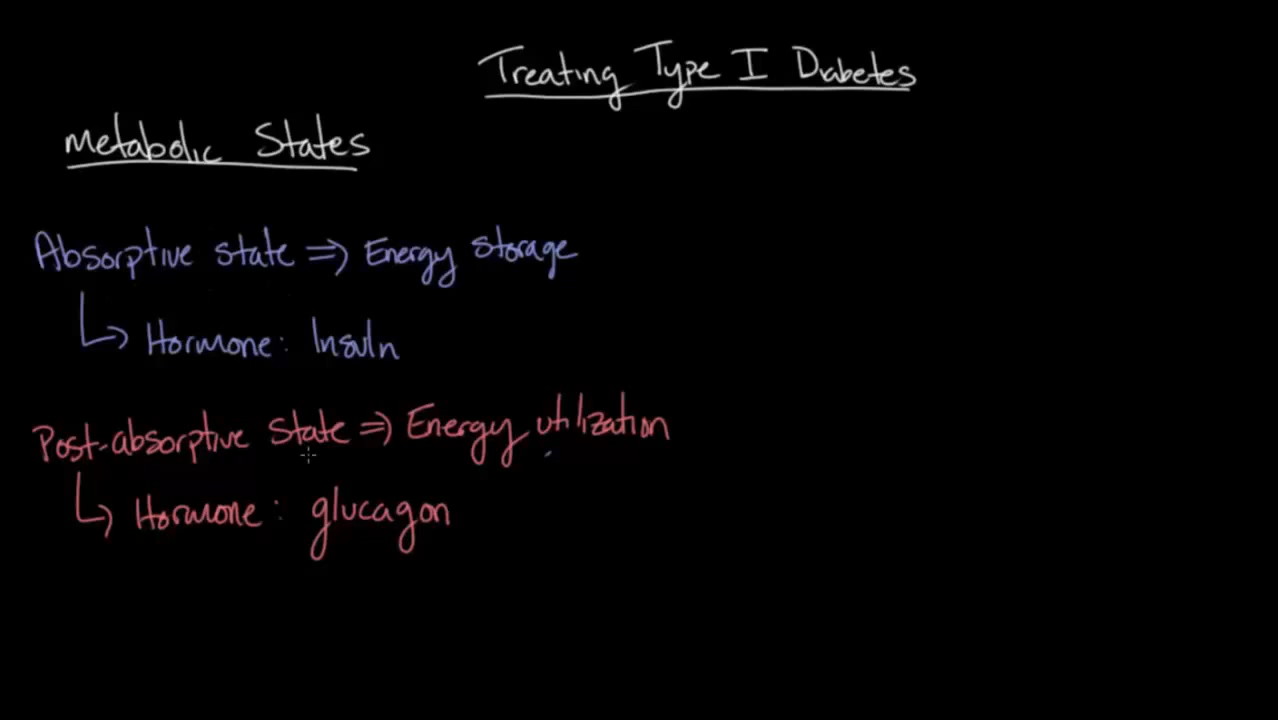 Treating Type I Diabetes
Metabolic States
Absorptive state ⇒ Energy storage
↳ Hormone: Insulin
Post-absorptive state ⇒ Energy utilization
↳ Hormone: glucagon